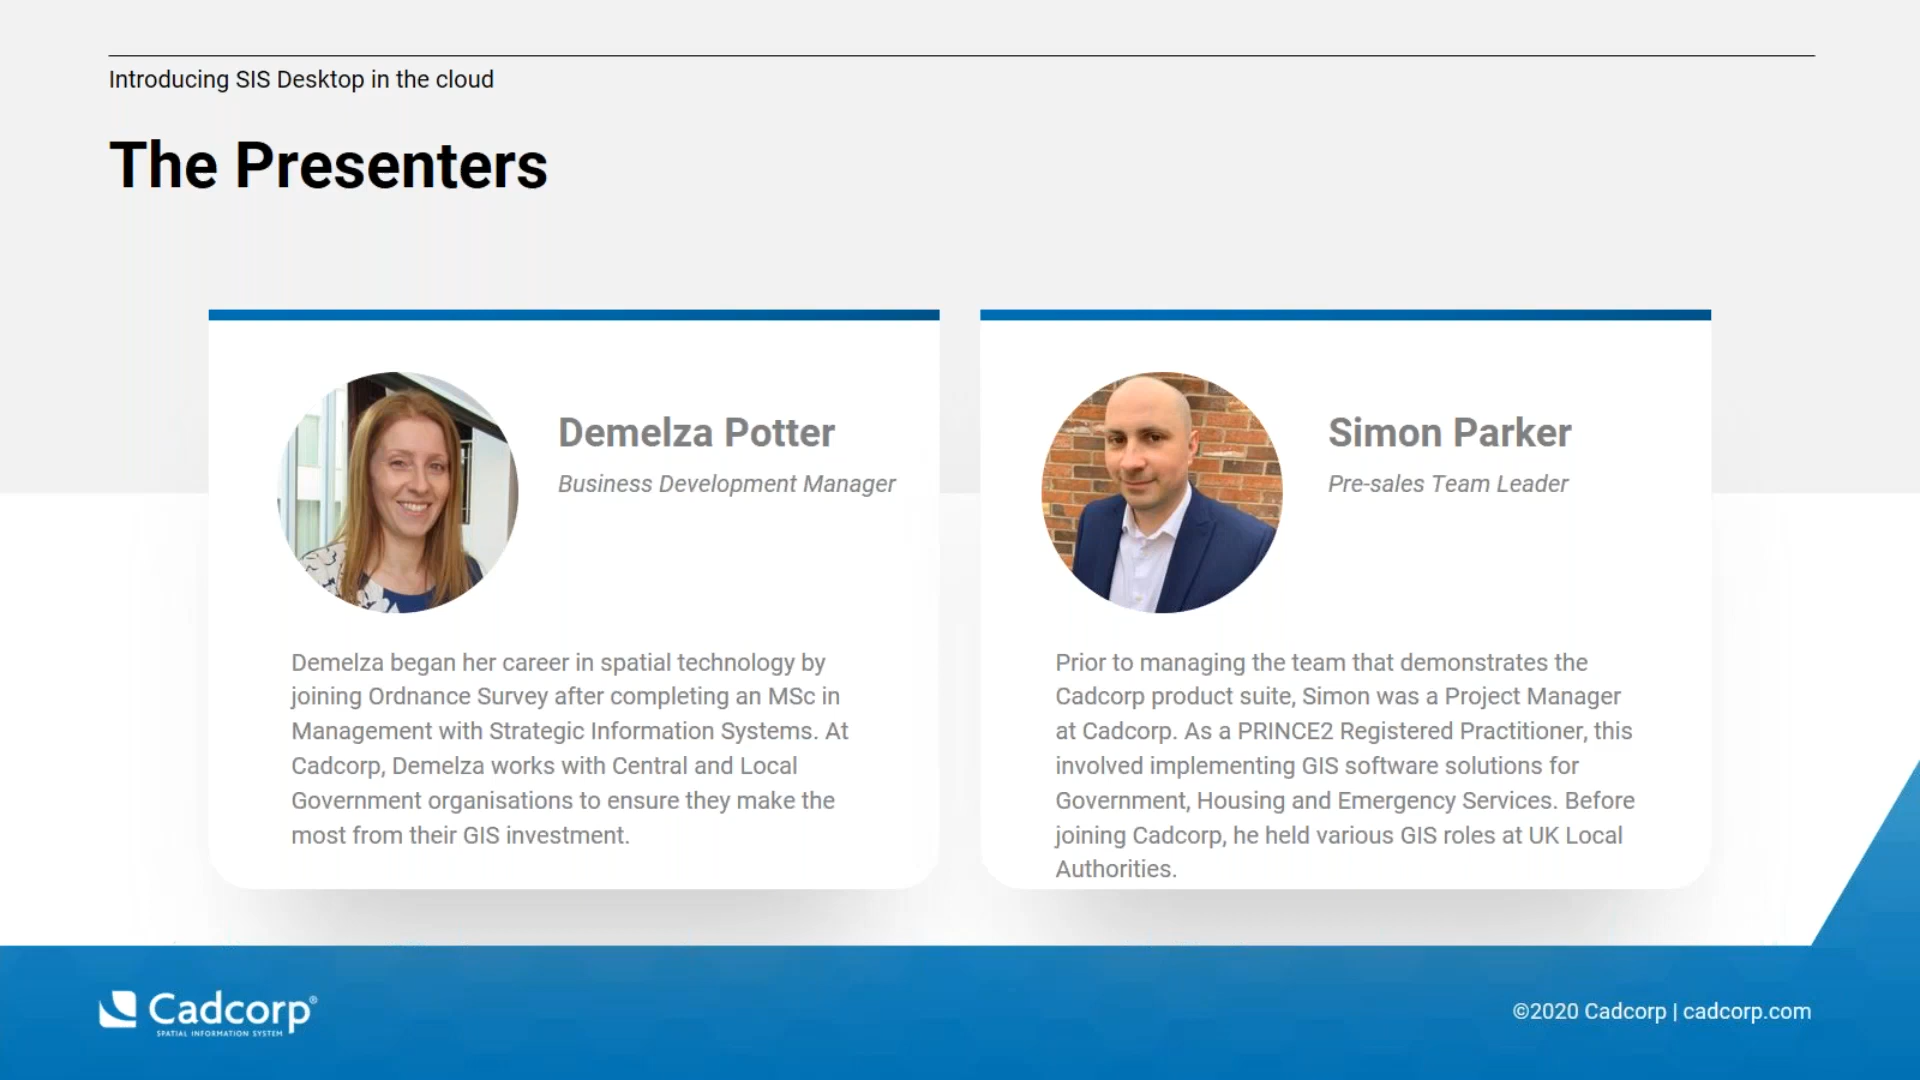 Introducing SIS Desktop in the cloud
The Presenters
Demelza Potter
Business Development Manager
Demelza began her career in spatial technology by
joining Ordnance Survey after completing an MSc in
Management with Strategic Information Systems. At
Cadcorp, Demelza works with Central and Local
Government organisations to ensure they make the
most from their GIS investment.
Simon Parker
Pre-sales Team Leader
Prior to managing the team that demonstrates the
Cadcorp product suite, Simon was a Project Manager
at Cadcorp. As a PRINCE2 Registered Practitioner, this
involved implementing GIS software solutions for
Government, Housing and Emergency Services. Before
joining Cadcorp, he held various GIS roles at UK Local
Authorities.
Cadcorp®
SPATIAL INFORMATION SYSTEM
©2020 Cadcorp | cadcorp.com